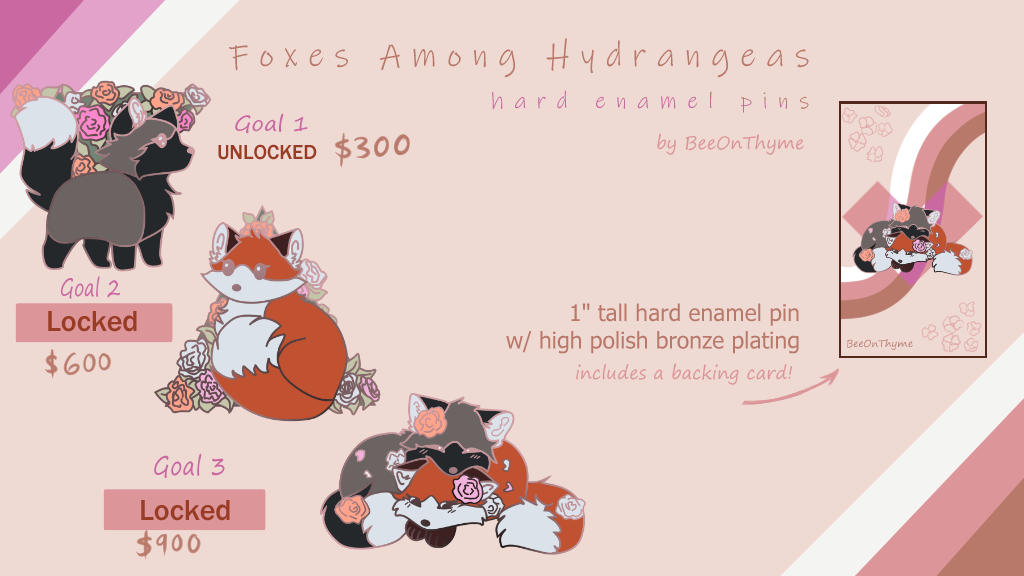 Foxes Among Hydrangeas
hard enamel pins
by BeeOnThyme
Goal 1
UNLOCKED $300
Goal 2
Locked
$600
1" tall hard enamel pin
w/ high polish bronze plating
includes a backing card!
BeeOnThyme
Goal 3
Locked
$900